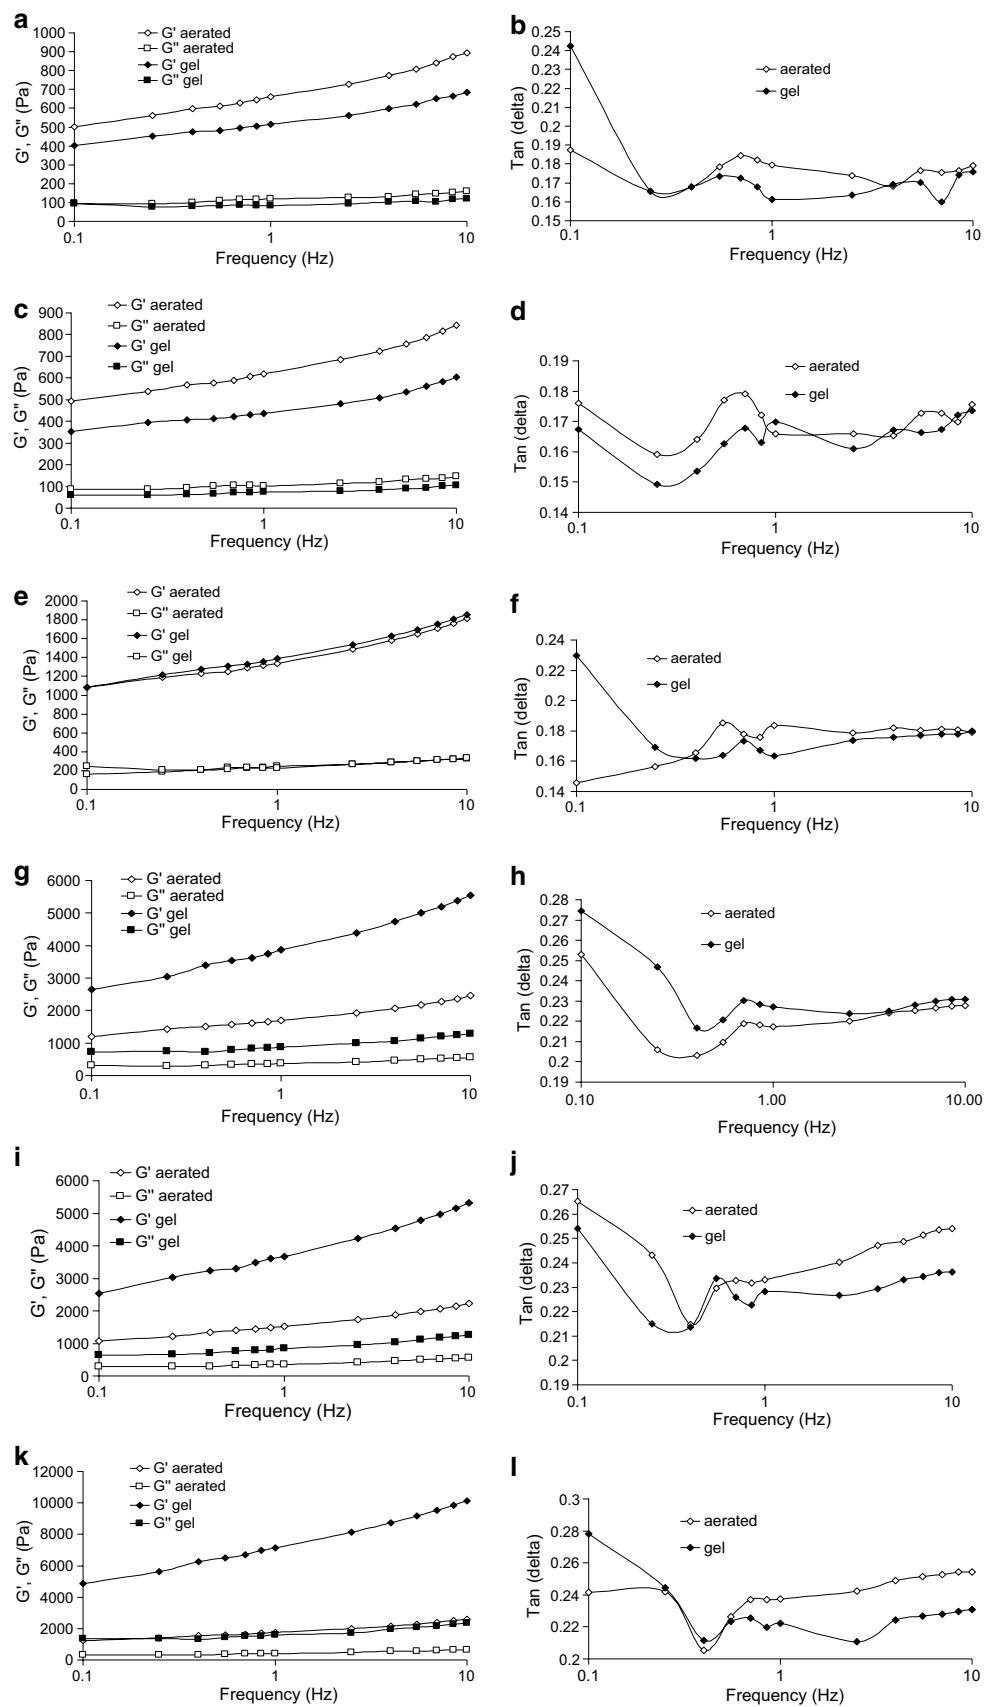 a
G' aerated
G'' aerated
G' gel
G'' gel
G', G'' (Pa)
1000
900
800
700
600
500
400
300
200
100
0
0.1
1
10
Frequency (Hz)
b
aerated
gel
Tan (delta)
0.25
0.24
0.23
0.22
0.21
0.2
0.19
0.18
0.17
0.16
0.15
0.1
1
10
Frequency (Hz)
c
G' aerated
G'' aerated
G' gel
G'' gel
G', G'' (Pa)
900
800
700
600
500
400
300
200
100
0
0.1
1
10
Frequency (Hz)
d
aerated
gel
Tan (delta)
0.19
0.18
0.17
0.16
0.15
0.14
0.1
1
10
Frequency (Hz)
e
G' aerated
G'' aerated
G' gel
G'' gel
G', G'' (Pa)
2000
1800
1600
1400
1200
1000
800
600
400
200
0
0.1
1
10
Frequency (Hz)
f
aerated
gel
Tan (delta)
0.24
0.22
0.2
0.18
0.16
0.14
0.1
1
10
Frequency (Hz)
g
G' aerated
G'' aerated
G' gel
G'' gel
G', G'' (Pa)
6000
5000
4000
3000
2000
1000
0
0.1
1
10
Frequency (Hz)
h
aerated
gel
Tan (delta)
0.28
0.27
0.26
0.25
0.24
0.23
0.22
0.21
0.2
0.19
0.10
1.00
10.00
Frequency (Hz)
i
G' aerated
G'' aerated
G' gel
G'' gel
G', G'' (Pa)
6000
5000
4000
3000
2000
1000
0
0.1
1
10
Frequency (Hz)
j
aerated
gel
Tan (delta)
0.27
0.26
0.25
0.24
0.23
0.22
0.21
0.2
0.19
0.1
1
10
Frequency (Hz)
k
G' aerated
G'' aerated
G' gel
G'' gel
G', G'' (Pa)
12000
10000
8000
6000
4000
2000
0
0.1
1
10
Frequency (Hz)
l
aerated
gel
Tan (delta)
0.3
0.28
0.26
0.24
0.22
0.2
0.1
1
10
Frequency (Hz)